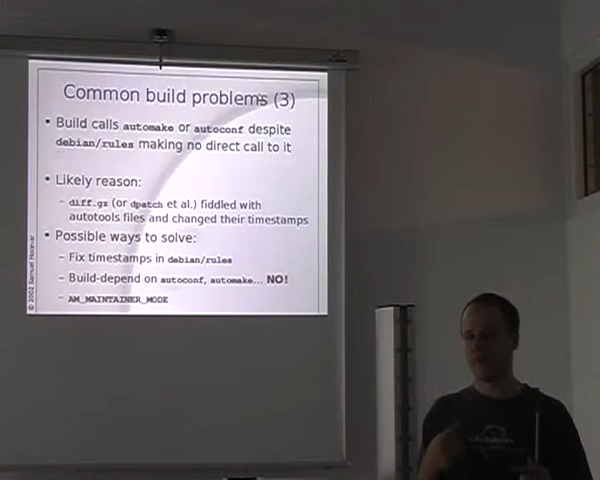 Common build problems (3)
• Build calls automake or autoconf despite
debian/rules making no direct call to it
• Likely reason:
– diff.gz (or dpatch et al.) fiddled with
autotools files and changed their timestamps
• Possible ways to solve:
– Fix timestamps in debian/rules
– Build-depend on autoconf, automake... NO!
– AM_MAINTAINER_MODE
© 2002 Samuel